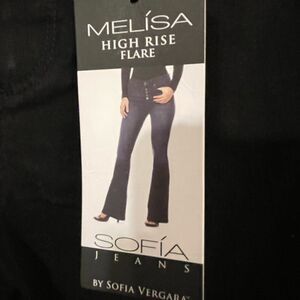 MELÍSA
HIGH RISE
FLARE
SOFÍA
JEANS
BY SOFIA VERGARA